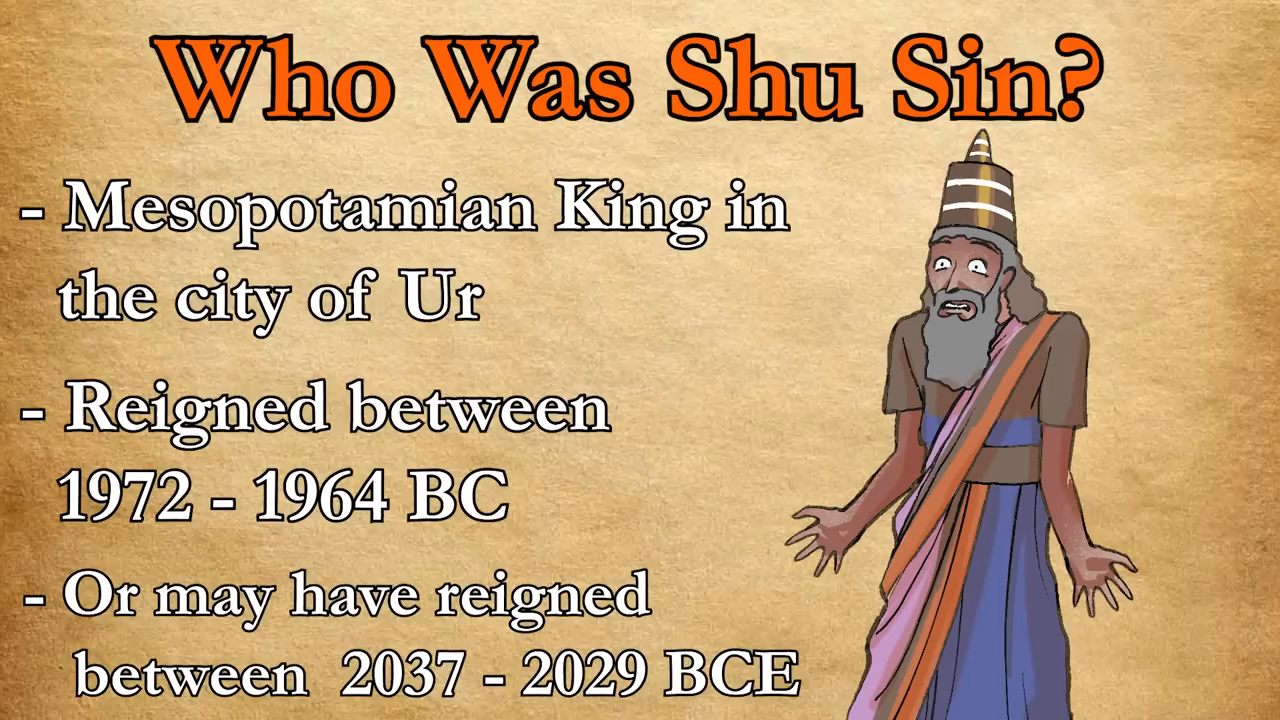 Who Was Shu Sin?
- Mesopotamian King in
the city of Ur
- Reigned between
1972 - 1964 BC
- Or may have reigned
between 2037 - 2029 BCE